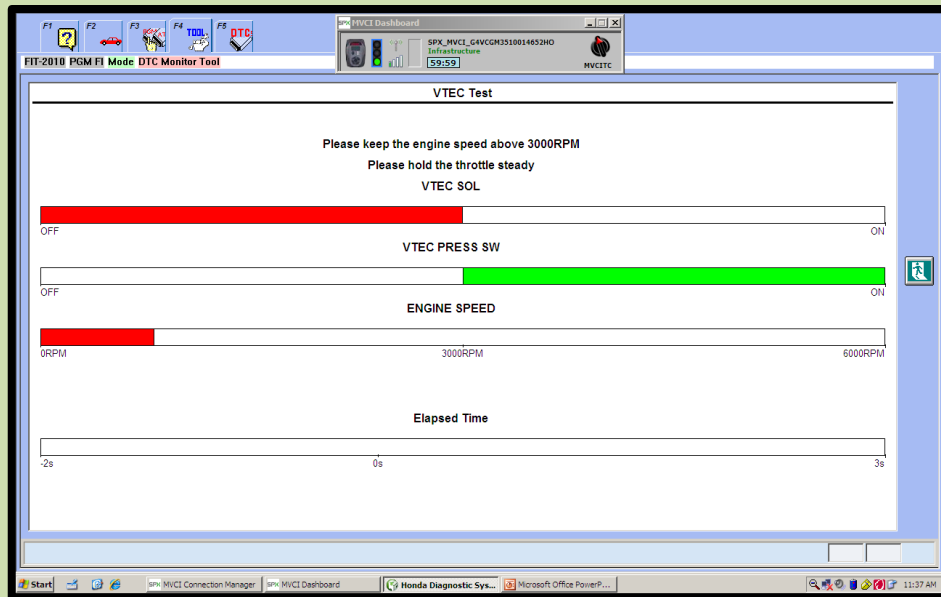 F1 F2 F3 F4 F5
TOOL
DTC
SPX MVCI Dashboard
SPX_MVCI_G4VCGM3510014652HO
Infrastructure
59:59
MVCITC
FIT-2010 PGM FI Mode DTC Monitor Tool
VTEC Test
Please keep the engine speed above 3000RPM
Please hold the throttle steady
VTEC SOL
OFF ON
VTEC PRESS SW
OFF ON
ENGINE SPEED
0RPM 3000RPM 6000RPM
Elapsed Time
-2s 0s 3s
Start SPX MVCI Connection Manager SPX MVCI Dashboard Honda Diagnostic Sys... Microsoft Office PowerP... 11:37 AM